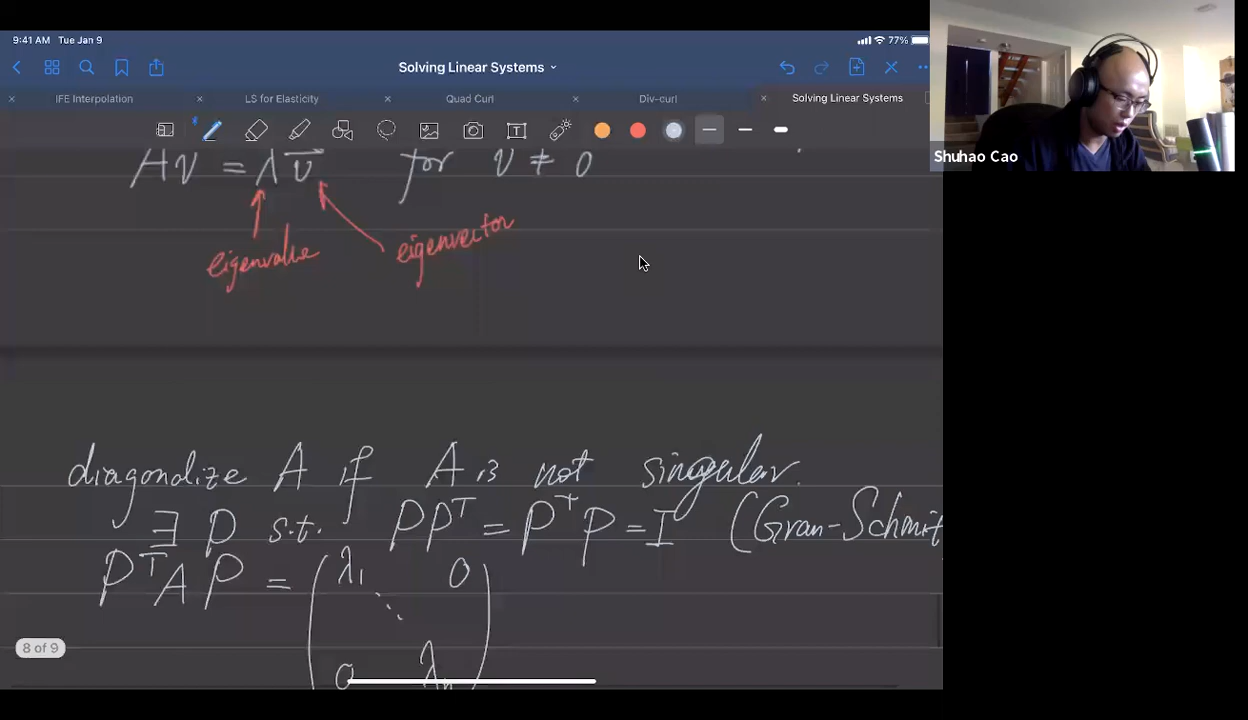 9:41 AM Tue Jan 9
77%
Solving Linear Systems
IFE Interpolation
LS for Elasticity
Quad Curl
Div-curl
Solving Linear Systems
Shuhao Cao
Av = λv̄ for v ≠ 0
eigenvalue eigenvector
diagondize A if A is not singular.
∃ P s.t. PPᵀ = PᵀP = I (Gran-Schmit
PᵀAP = (λ₁ 0
⋱
0 λₙ)
8 of 9